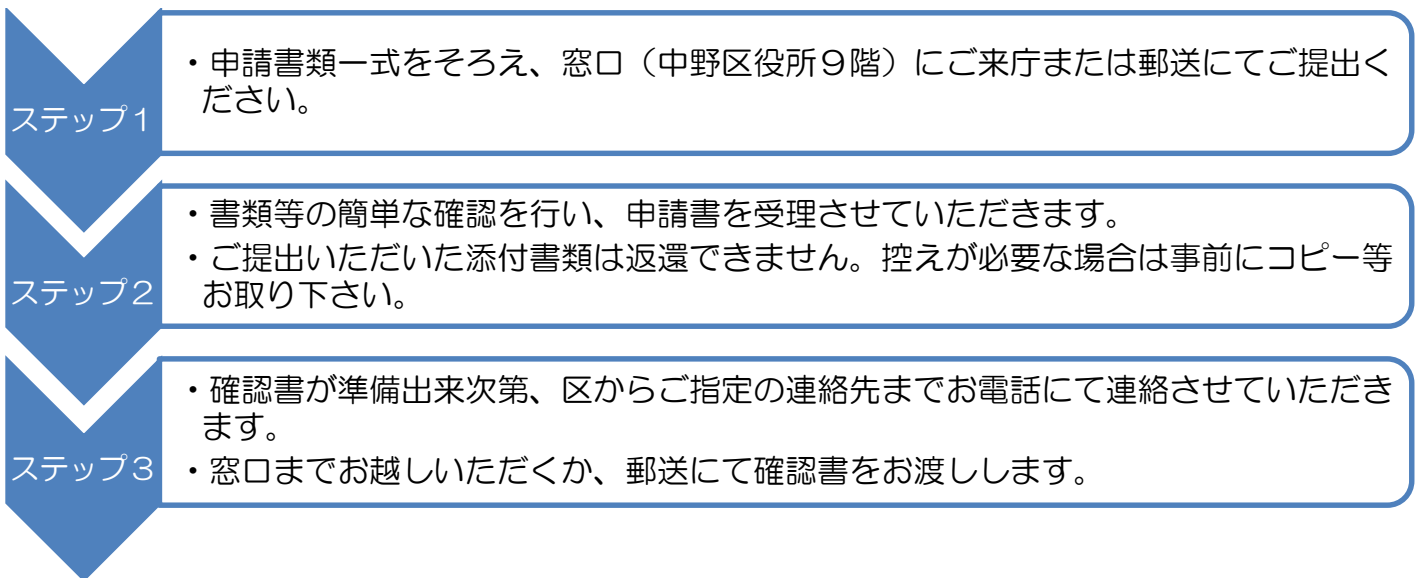 ステップ１
・申請書類一式をそろえ、窓口（中野区役所９階）にご来庁または郵送にてご提出く
ださい。
ステップ２
・書類等の簡単な確認を行い、申請書を受理させていただきます。
・ご提出いただいた添付書類は返還できません。控えが必要な場合は事前にコピー等
お取り下さい。
ステップ３
・確認書が準備出来次第、区からご指定の連絡先までお電話にて連絡させていただき
ます。
・窓口までお越しいただくか、郵送にて確認書をお渡しします。